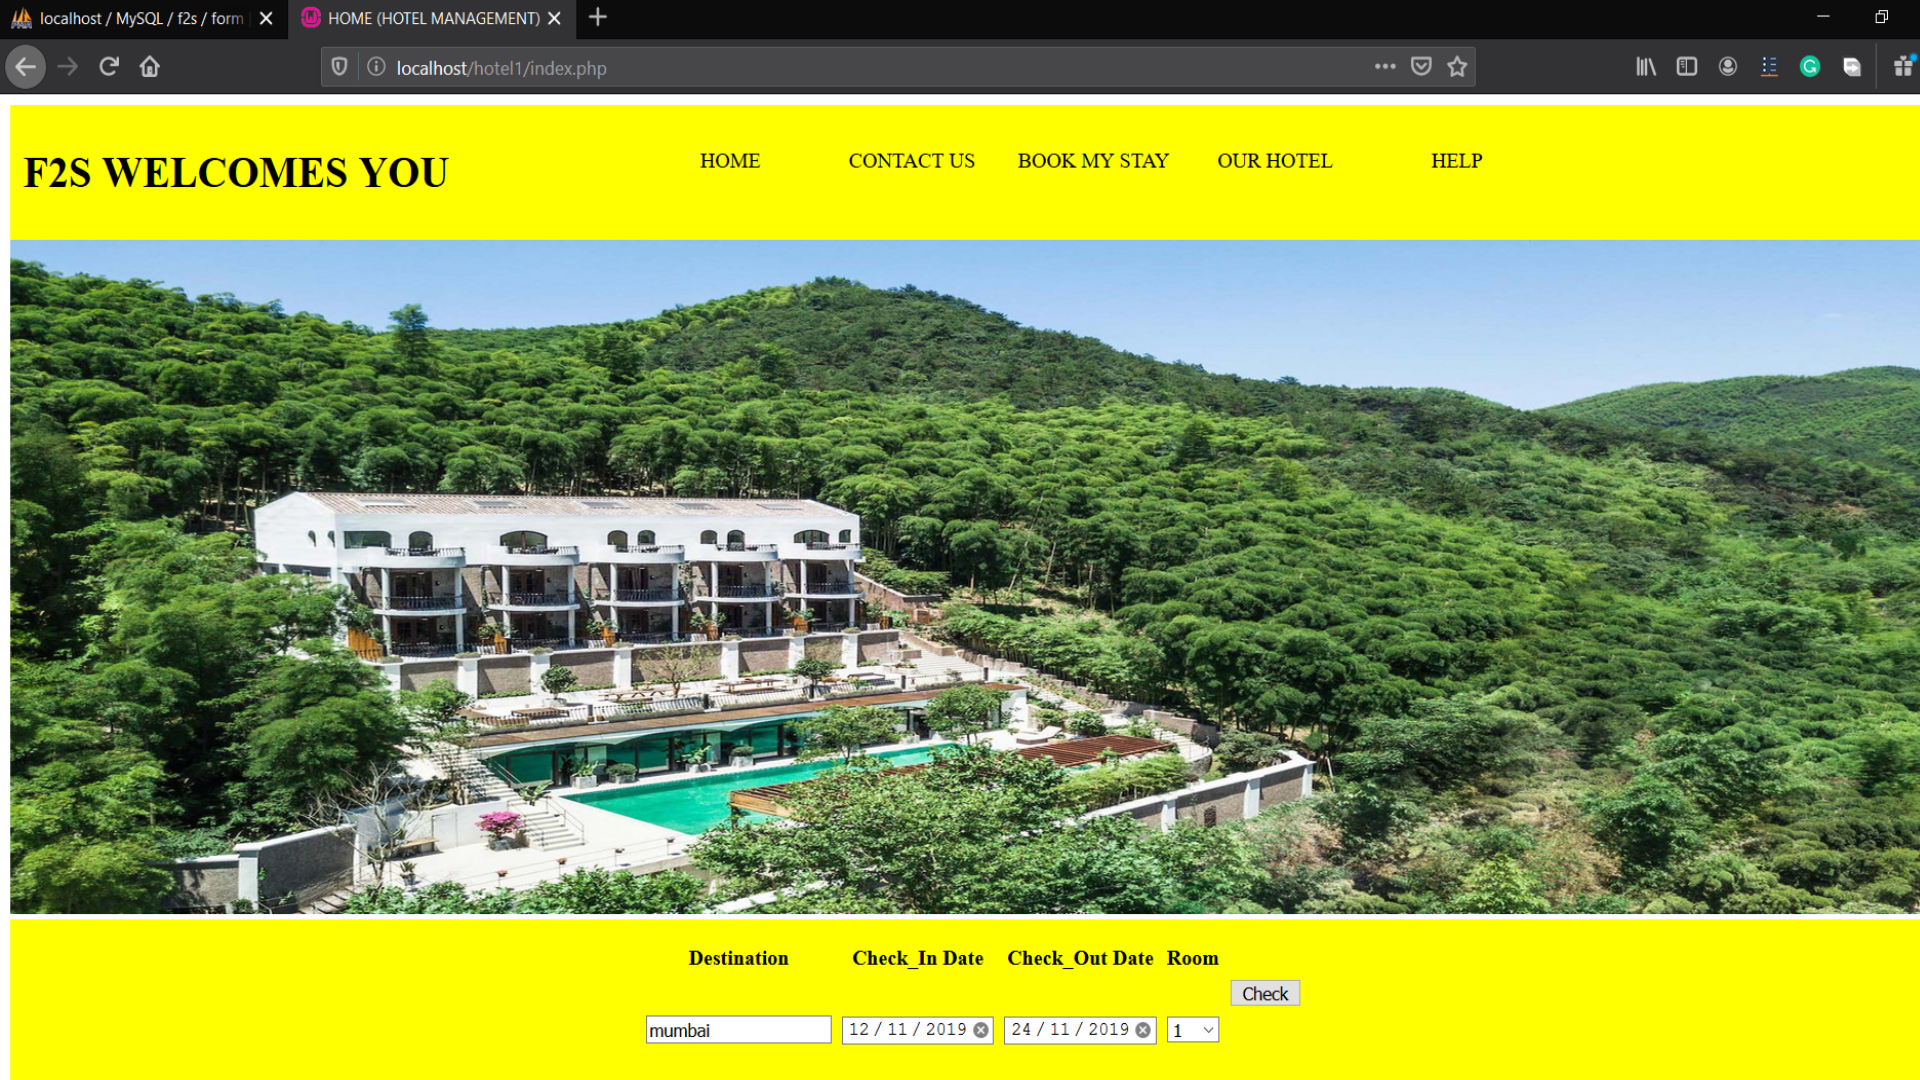 localhost / MySQL / f2s / form
HOME (HOTEL MANAGEMENT)
localhost/hotel1/index.php
F2S WELCOMES YOU
HOME CONTACT US BOOK MY STAY OUR HOTEL HELP
Destination Check_In Date Check_Out Date Room
Check
mumbai 12 / 11 / 2019 24 / 11 / 2019 1